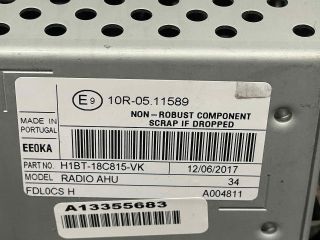 E9 10R-05.11589
NON-ROBUST COMPONENT
SCRAP IF DROPPED
MADE IN
PORTUGAL
EEOKA
PART NO. H1BT-18C815-VK 12/06/2017
MODEL RADIO AHU 34
FDL0CS H A004811
A13355683